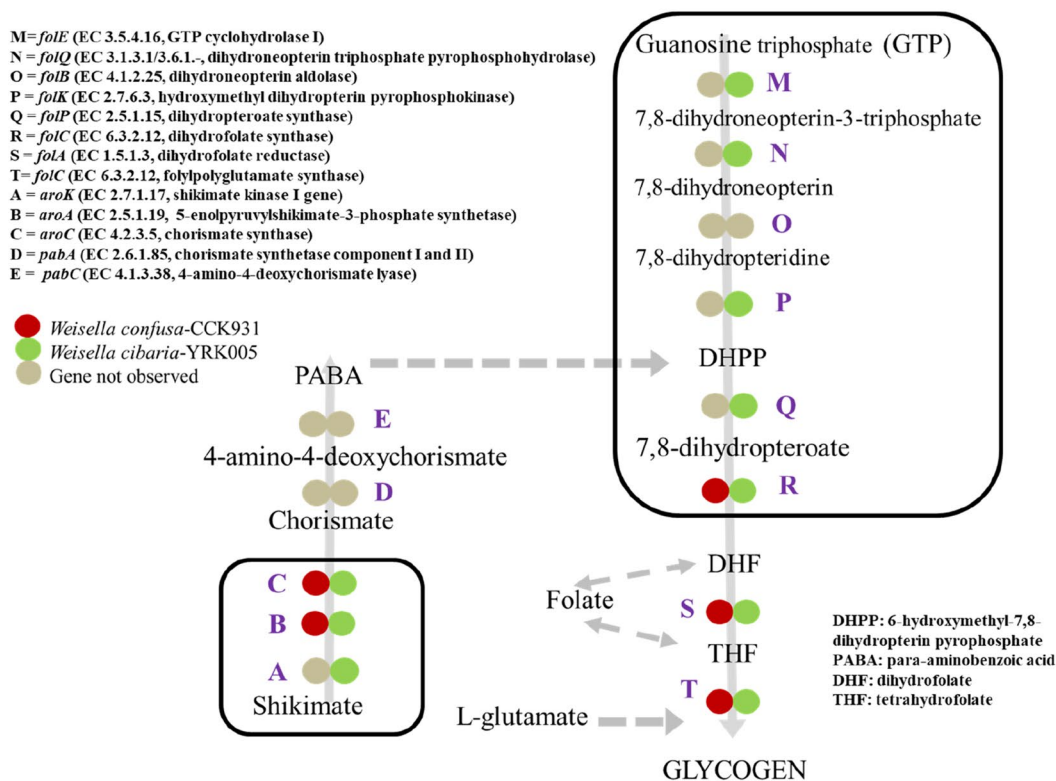 M= folE (EC 3.5.4.16, GTP cyclohydrolase I)
N = folQ (EC 3.1.3.1/3.6.1.-, dihydroneopterin triphosphate pyrophosphohydrolase)
O = folB (EC 4.1.2.25, dihydroneopterin aldolase)
P = folK (EC 2.7.6.3, hydroxymethyl dihydropterin pyrophosphokinase)
Q = folP (EC 2.5.1.15, dihydropteroate synthase)
R = folC (EC 6.3.2.12, dihydrofolate synthase)
S = folA (EC 1.5.1.3, dihydrofolate reductase)
T= folC (EC 6.3.2.12, folylpolyglutamate synthase)
A = aroK (EC 2.7.1.17, shikimate kinase I gene)
B = aroA (EC 2.5.1.19, 5-enolpyruvylshikimate-3-phosphate synthetase)
C = aroC (EC 4.2.3.5, chorismate synthase)
D = pabA (EC 2.6.1.85, chorismate synthetase component I and II)
E = pabC (EC 4.1.3.38, 4-amino-4-deoxychorismate lyase)
Weisella confusa-CCK931
Weisella cibaria-YRK005
Gene not observed
PABA
E
4-amino-4-deoxychorismate
D
Chorismate
C
B
A
Shikimate
Guanosine triphosphate (GTP)
M
7,8-dihydroneopterin-3-triphosphate
N
7,8-dihydroneopterin
O
7,8-dihydropteridine
P
DHPP
Q
7,8-dihydropteroate
R
DHF
Folate
S
THF
T
L-glutamate
GLYCOGEN
DHPP: 6-hydroxymethyl-7,8-
dihydropterin pyrophosphate
PABA: para-aminobenzoic acid
DHF: dihydrofolate
THF: tetrahydrofolate